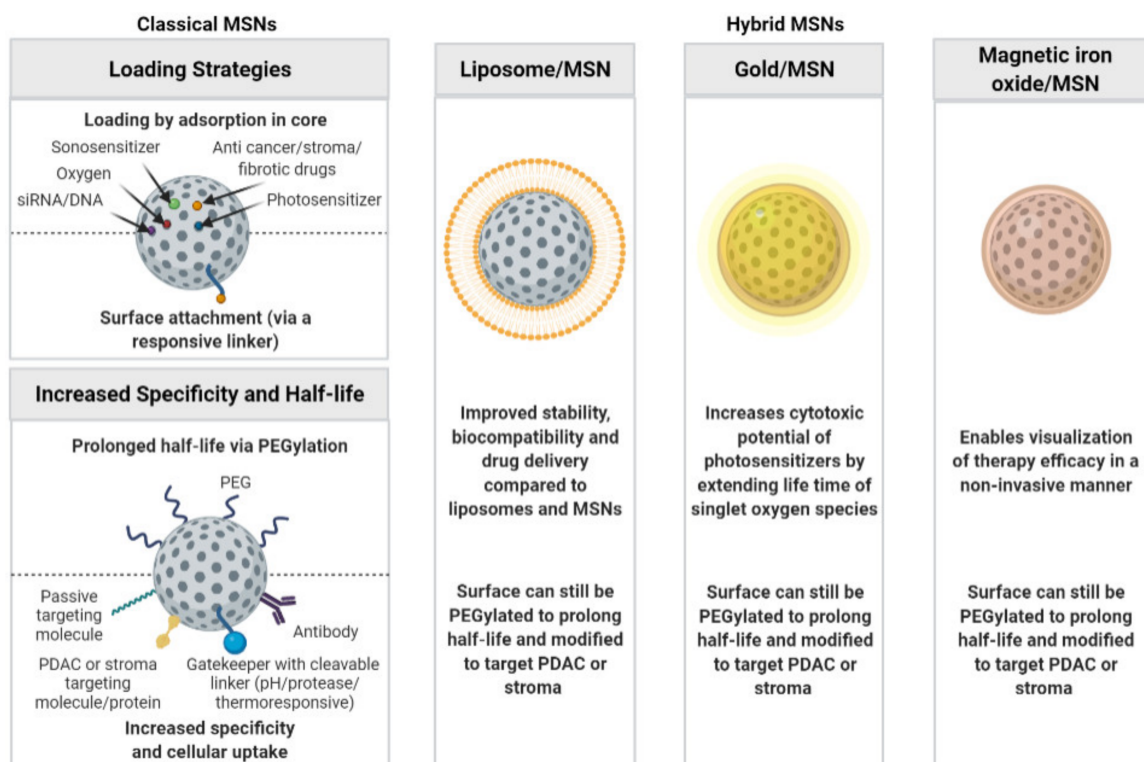 Classical MSNs
Loading Strategies
Loading by adsorption in core
Sonosensitizer
Anti cancer/stroma/
fibrotic drugs
Oxygen
siRNA/DNA
Photosensitizer
Surface attachment (via a
responsive linker)
Increased Specificity and Half-life
Prolonged half-life via PEGylation
PEG
Passive
targeting
molecule
Antibody
PDAC or stroma
targeting
molecule/protein
Gatekeeper with cleavable
linker (pH/protease/
thermoresponsive)
Increased specificity
and cellular uptake
Hybrid MSNs
Liposome/MSN
Improved stability,
biocompatibility and
drug delivery
compared to
liposomes and MSNs
Surface can still be
PEGylated to prolong
half-life and modified
to target PDAC or
stroma
Gold/MSN
Increases cytotoxic
potential of
photosensitizers by
extending life time of
singlet oxygen species
Surface can still be
PEGylated to prolong
half-life and modified
to target PDAC or
stroma
Magnetic iron
oxide/MSN
Enables visualization
of therapy efficacy in a
non-invasive manner
Surface can still be
PEGylated to prolong
half-life and modified
to target PDAC or
stroma